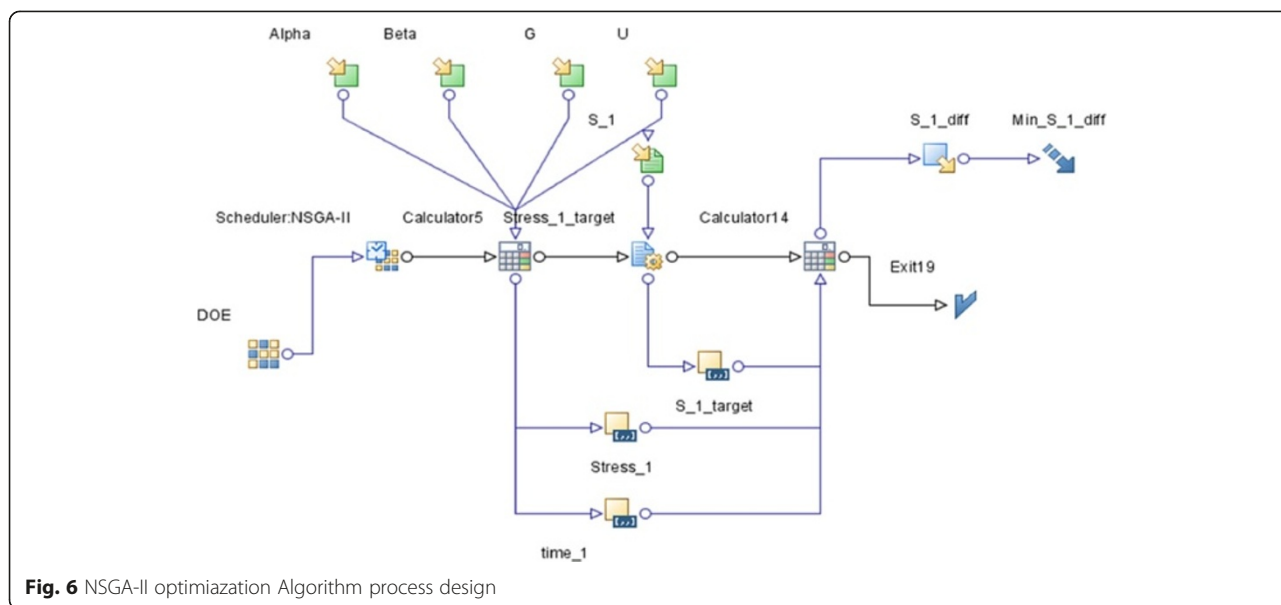 Alpha
Beta
G
U
S_1
S_1_diff
Min_S_1_diff
Scheduler:NSGA-II
Calculator5
Stress_1_target
Calculator14
Exit19
DOE
S_1_target
Stress_1
time_1
Fig. 6 NSGA-II optimiazation Algorithm process design